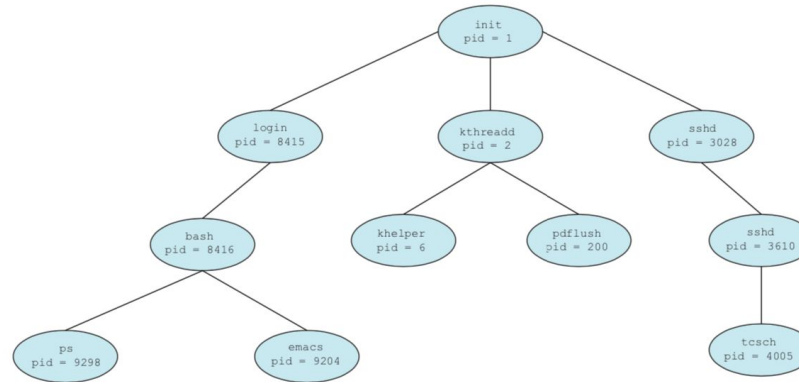 init
pid = 1
login
pid = 8415
kthreadd
pid = 2
sshd
pid = 3028
bash
pid = 8416
khelper
pid = 6
pdflush
pid = 200
sshd
pid = 3610
ps
pid = 9298
emacs
pid = 9204
tcsch
pid = 4005